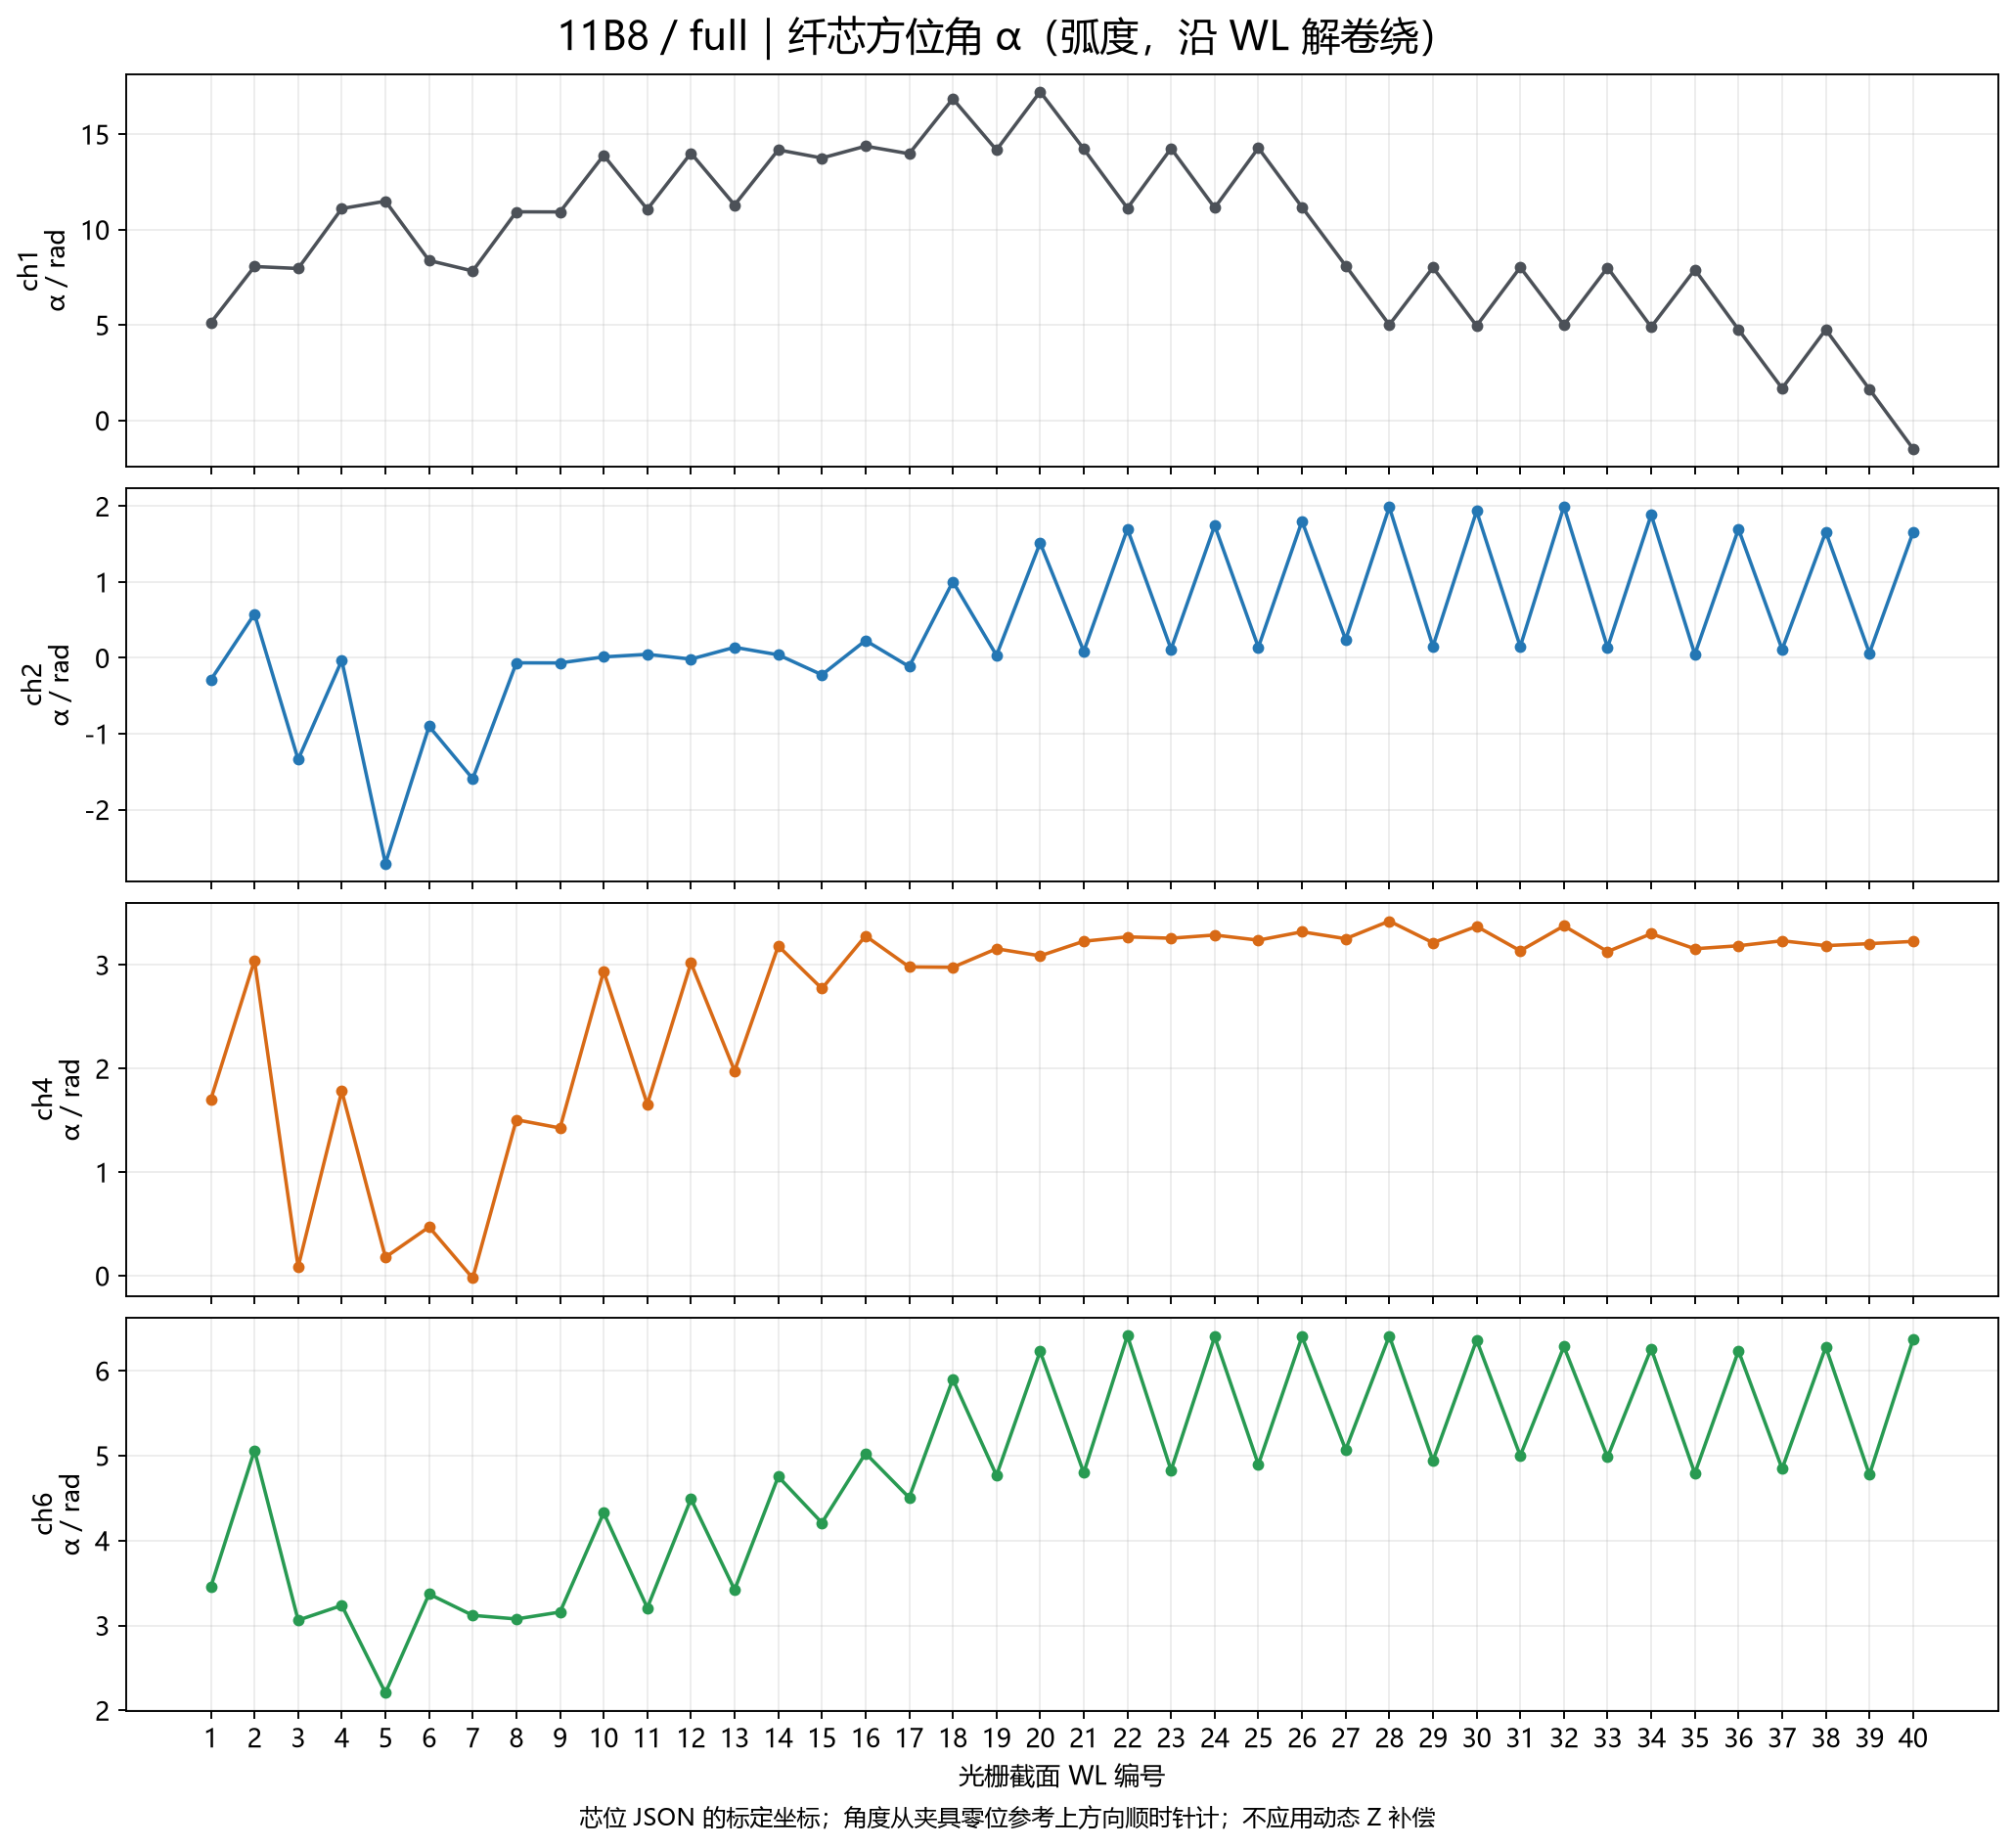 11B8 / full | 纤芯方位角 α（弧度，沿 WL 解卷绕）
ch1
α / rad
15
10
5
0
ch2
α / rad
2
1
0
-1
-2
ch4
α / rad
3
2
1
0
ch6
α / rad
6
5
4
3
2
1 2 3 4 5 6 7 8 9 10 11 12 13 14 15 16 17 18 19 20 21 22 23 24 25 26 27 28 29 30 31 32 33 34 35 36 37 38 39 40
光栅截面 WL 编号
芯位 JSON 的标定坐标；角度从夹具零位参考上方向顺时针计；不应用动态 Z 补偿